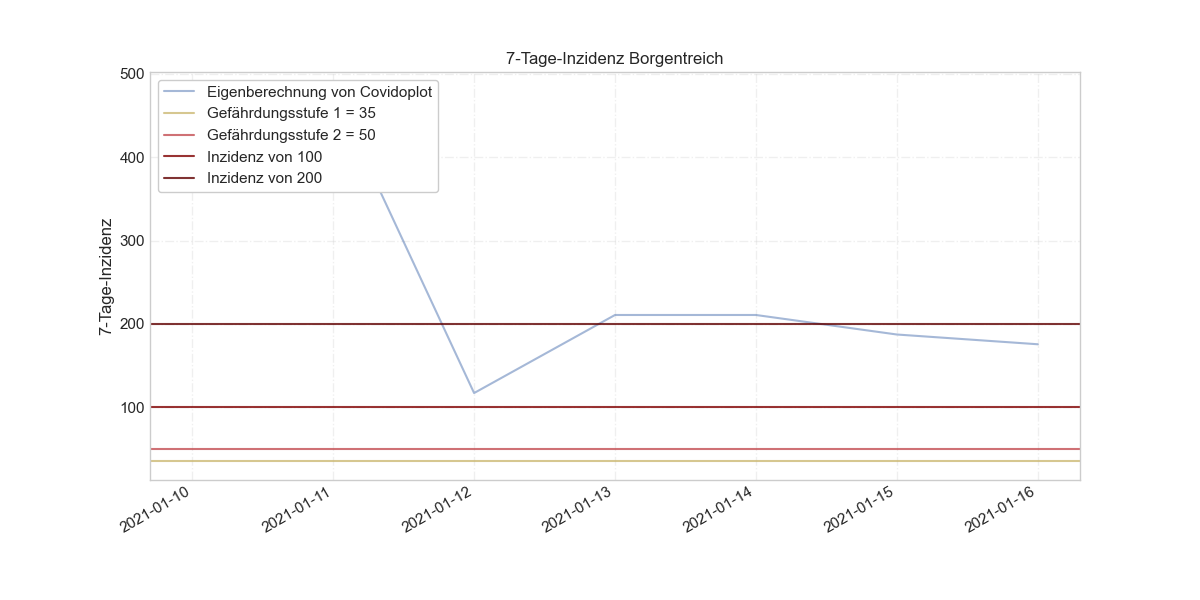 7-Tage-Inzidenz Borgentreich
500
400
300
200
100
7-Tage-Inzidenz
Eigenberechnung von Covidoplot
Gefährdungsstufe 1 = 35
Gefährdungsstufe 2 = 50
Inzidenz von 100
Inzidenz von 200
2021-01-10
2021-01-11
2021-01-12
2021-01-13
2021-01-14
2021-01-15
2021-01-16